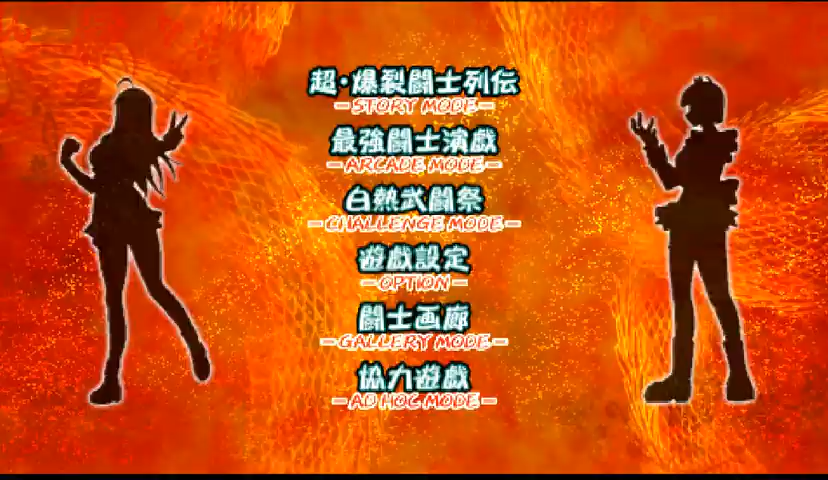 超・爆裂闘士列伝
－STORY MODE－
最強闘士演戯
－ARCADE MODE－
白熱武闘祭
－CHALLENGE MODE－
遊戯設定
－OPTION－
闘士画廊
－GALLERY MODE－
協力遊戯
－AD HOC MODE－